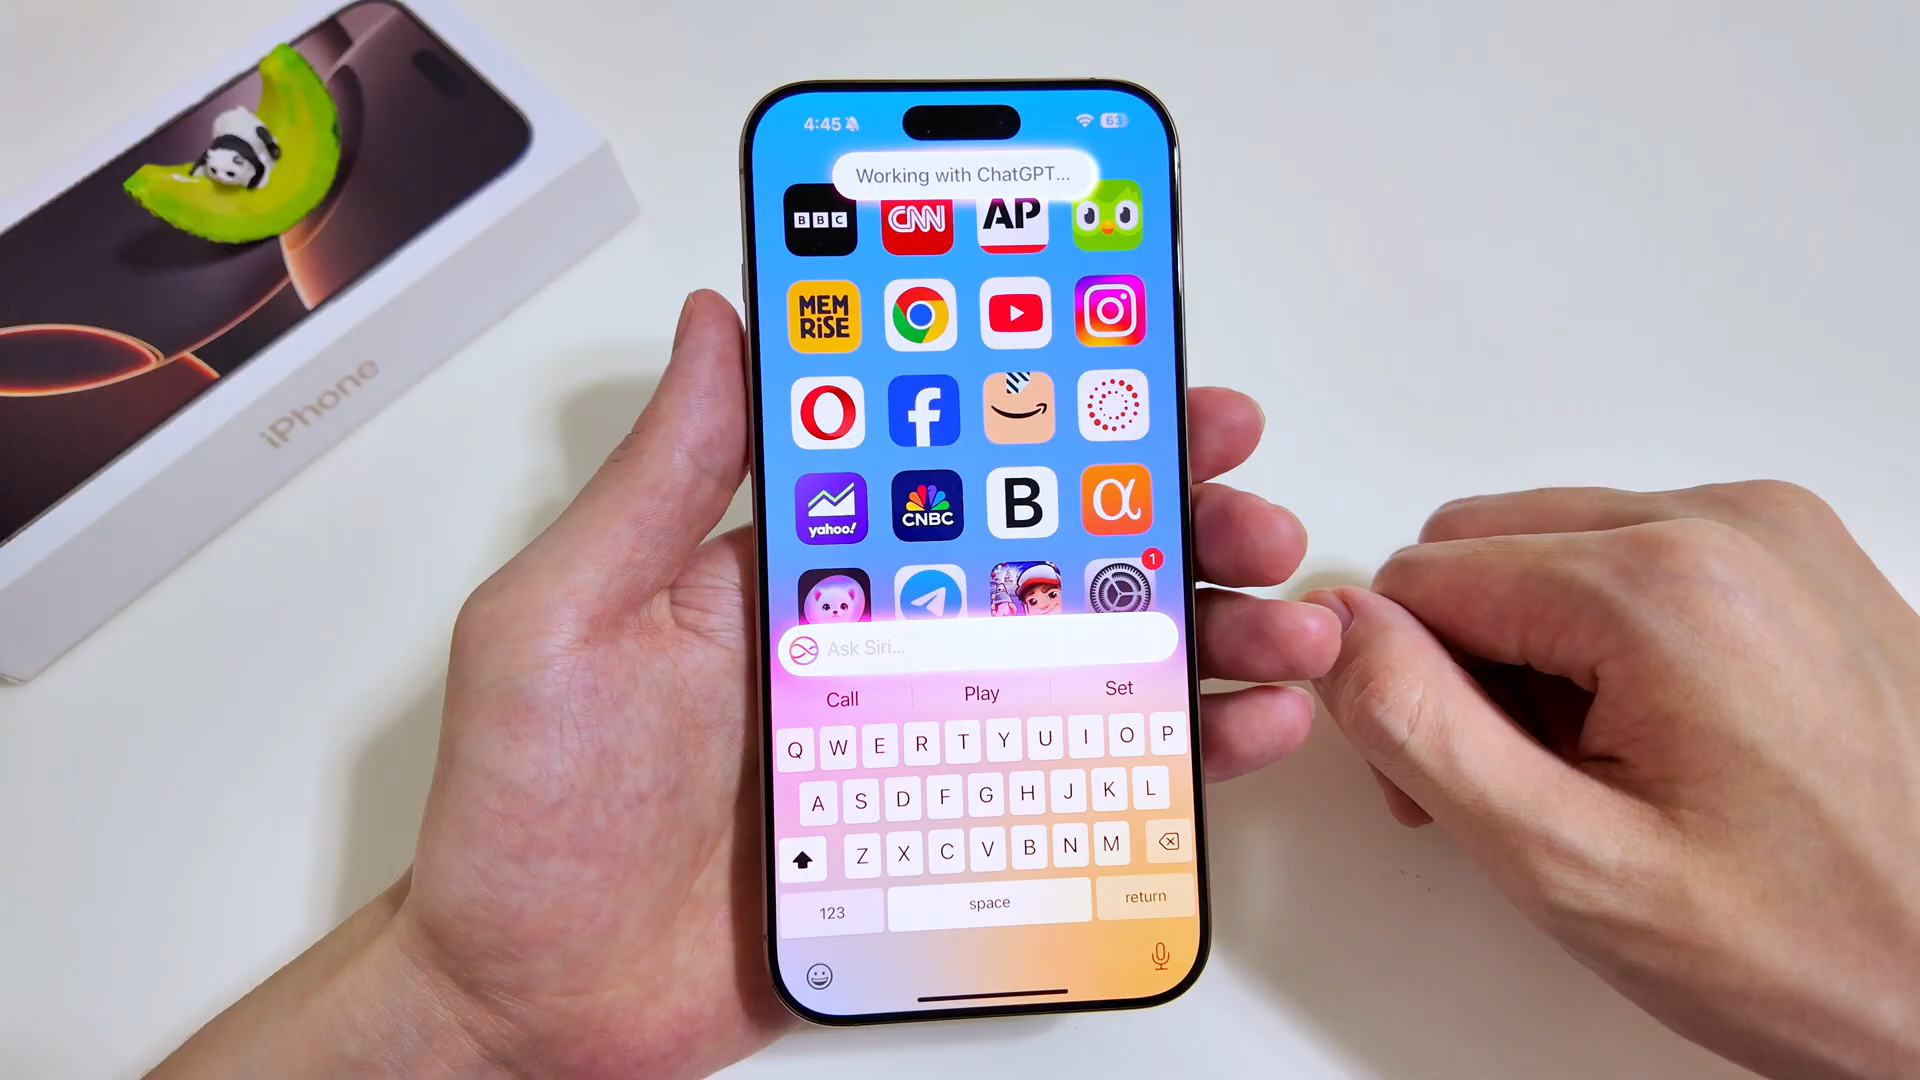 iPhone
4:45
63
Working with ChatGPT...
BBC
CNN
AP
MEM
RiSE
yahoo!
CNBC
B
α
1
Ask Siri...
Call Play Set
Q W E R T Y U I O P
A S D F G H J K L
Z X C V B N M
123 space return